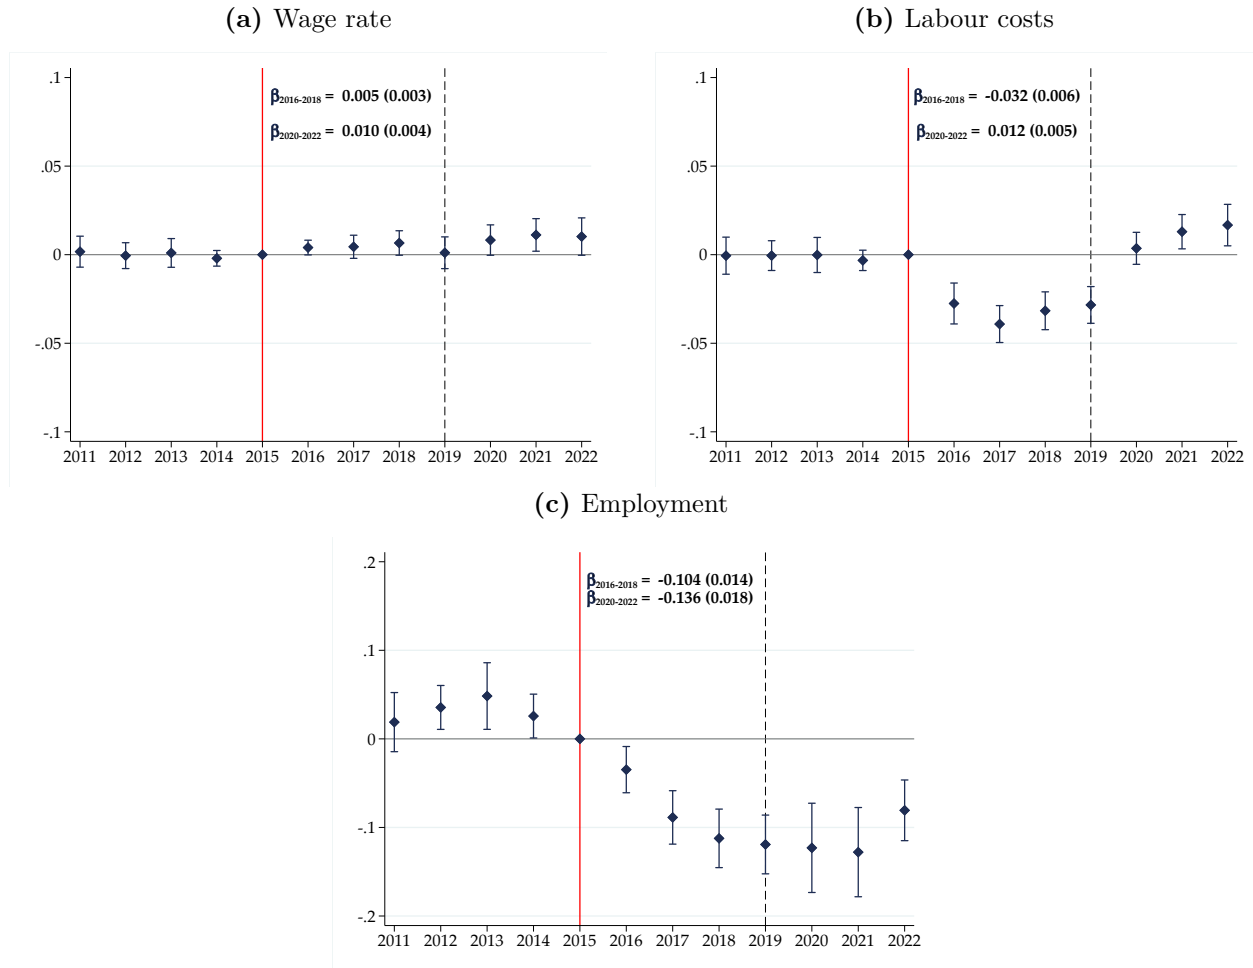 (a) Wage rate
.1
.05
0
-.05
-.1
β2016-2018 = 0.005 (0.003)
β2020-2022 = 0.010 (0.004)
2011 2012 2013 2014 2015 2016 2017 2018 2019 2020 2021 2022
(b) Labour costs
.1
.05
0
-.05
-.1
β2016-2018 = -0.032 (0.006)
β2020-2022 = 0.012 (0.005)
2011 2012 2013 2014 2015 2016 2017 2018 2019 2020 2021 2022
(c) Employment
.2
.1
0
-.1
-.2
β2016-2018 = -0.104 (0.014)
β2020-2022 = -0.136 (0.018)
2011 2012 2013 2014 2015 2016 2017 2018 2019 2020 2021 2022